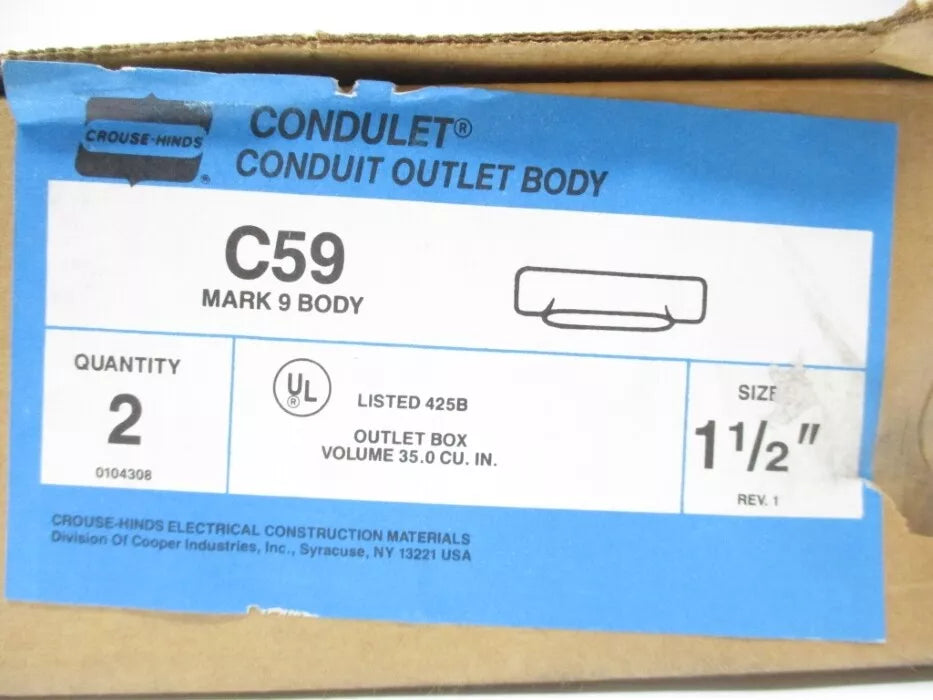 CROUSE-HINDS
®
CONDULET®
CONDUIT OUTLET BODY
C59
MARK 9 BODY
QUANTITY
2
0104308
UL
®
LISTED 425B
OUTLET BOX
VOLUME 35.0 CU. IN.
SIZE
1 1/2"
REV. 1
CROUSE-HINDS ELECTRICAL CONSTRUCTION MATERIALS
Division Of Cooper Industries, Inc., Syracuse, NY 13221 USA